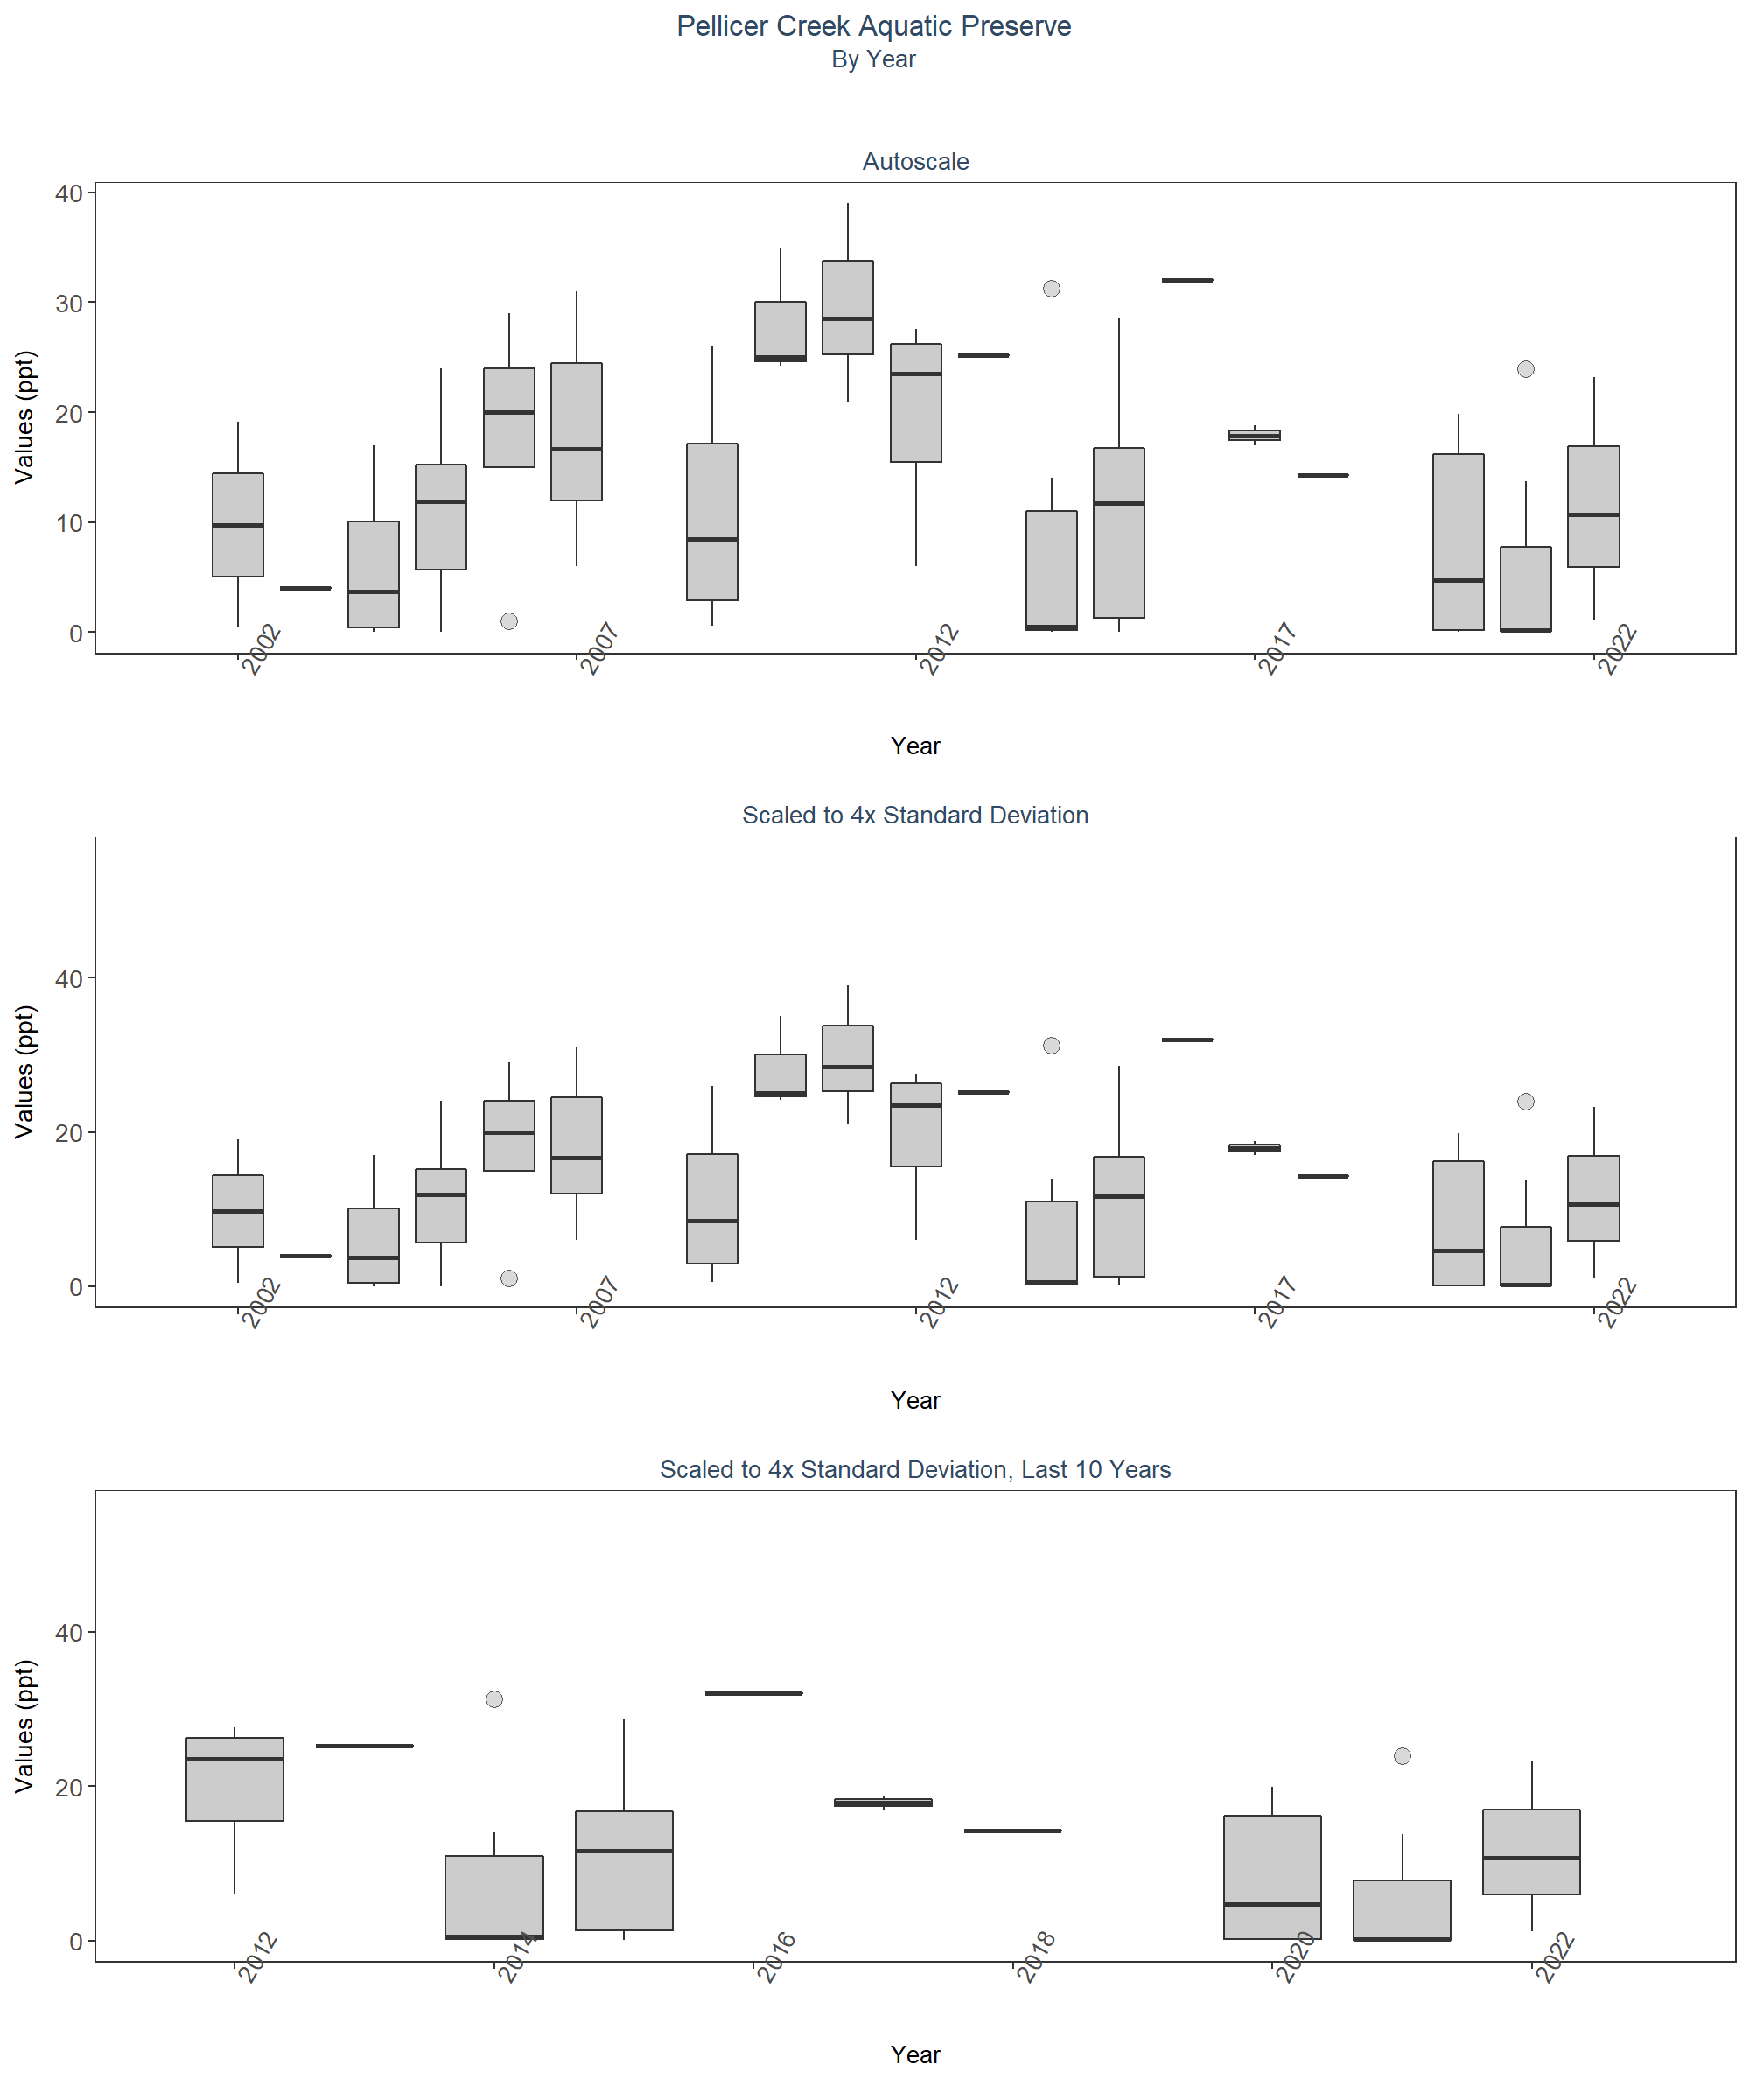 Pellicer Creek Aquatic Preserve
By Year
Autoscale
40
30
20
10
0
Values (ppt)
2002 2007 2012 2017 2022
Year
Scaled to 4x Standard Deviation
40
20
0
Values (ppt)
2002 2007 2012 2017 2022
Year
Scaled to 4x Standard Deviation, Last 10 Years
40
20
0
Values (ppt)
2012 2014 2016 2018 2020 2022
Year